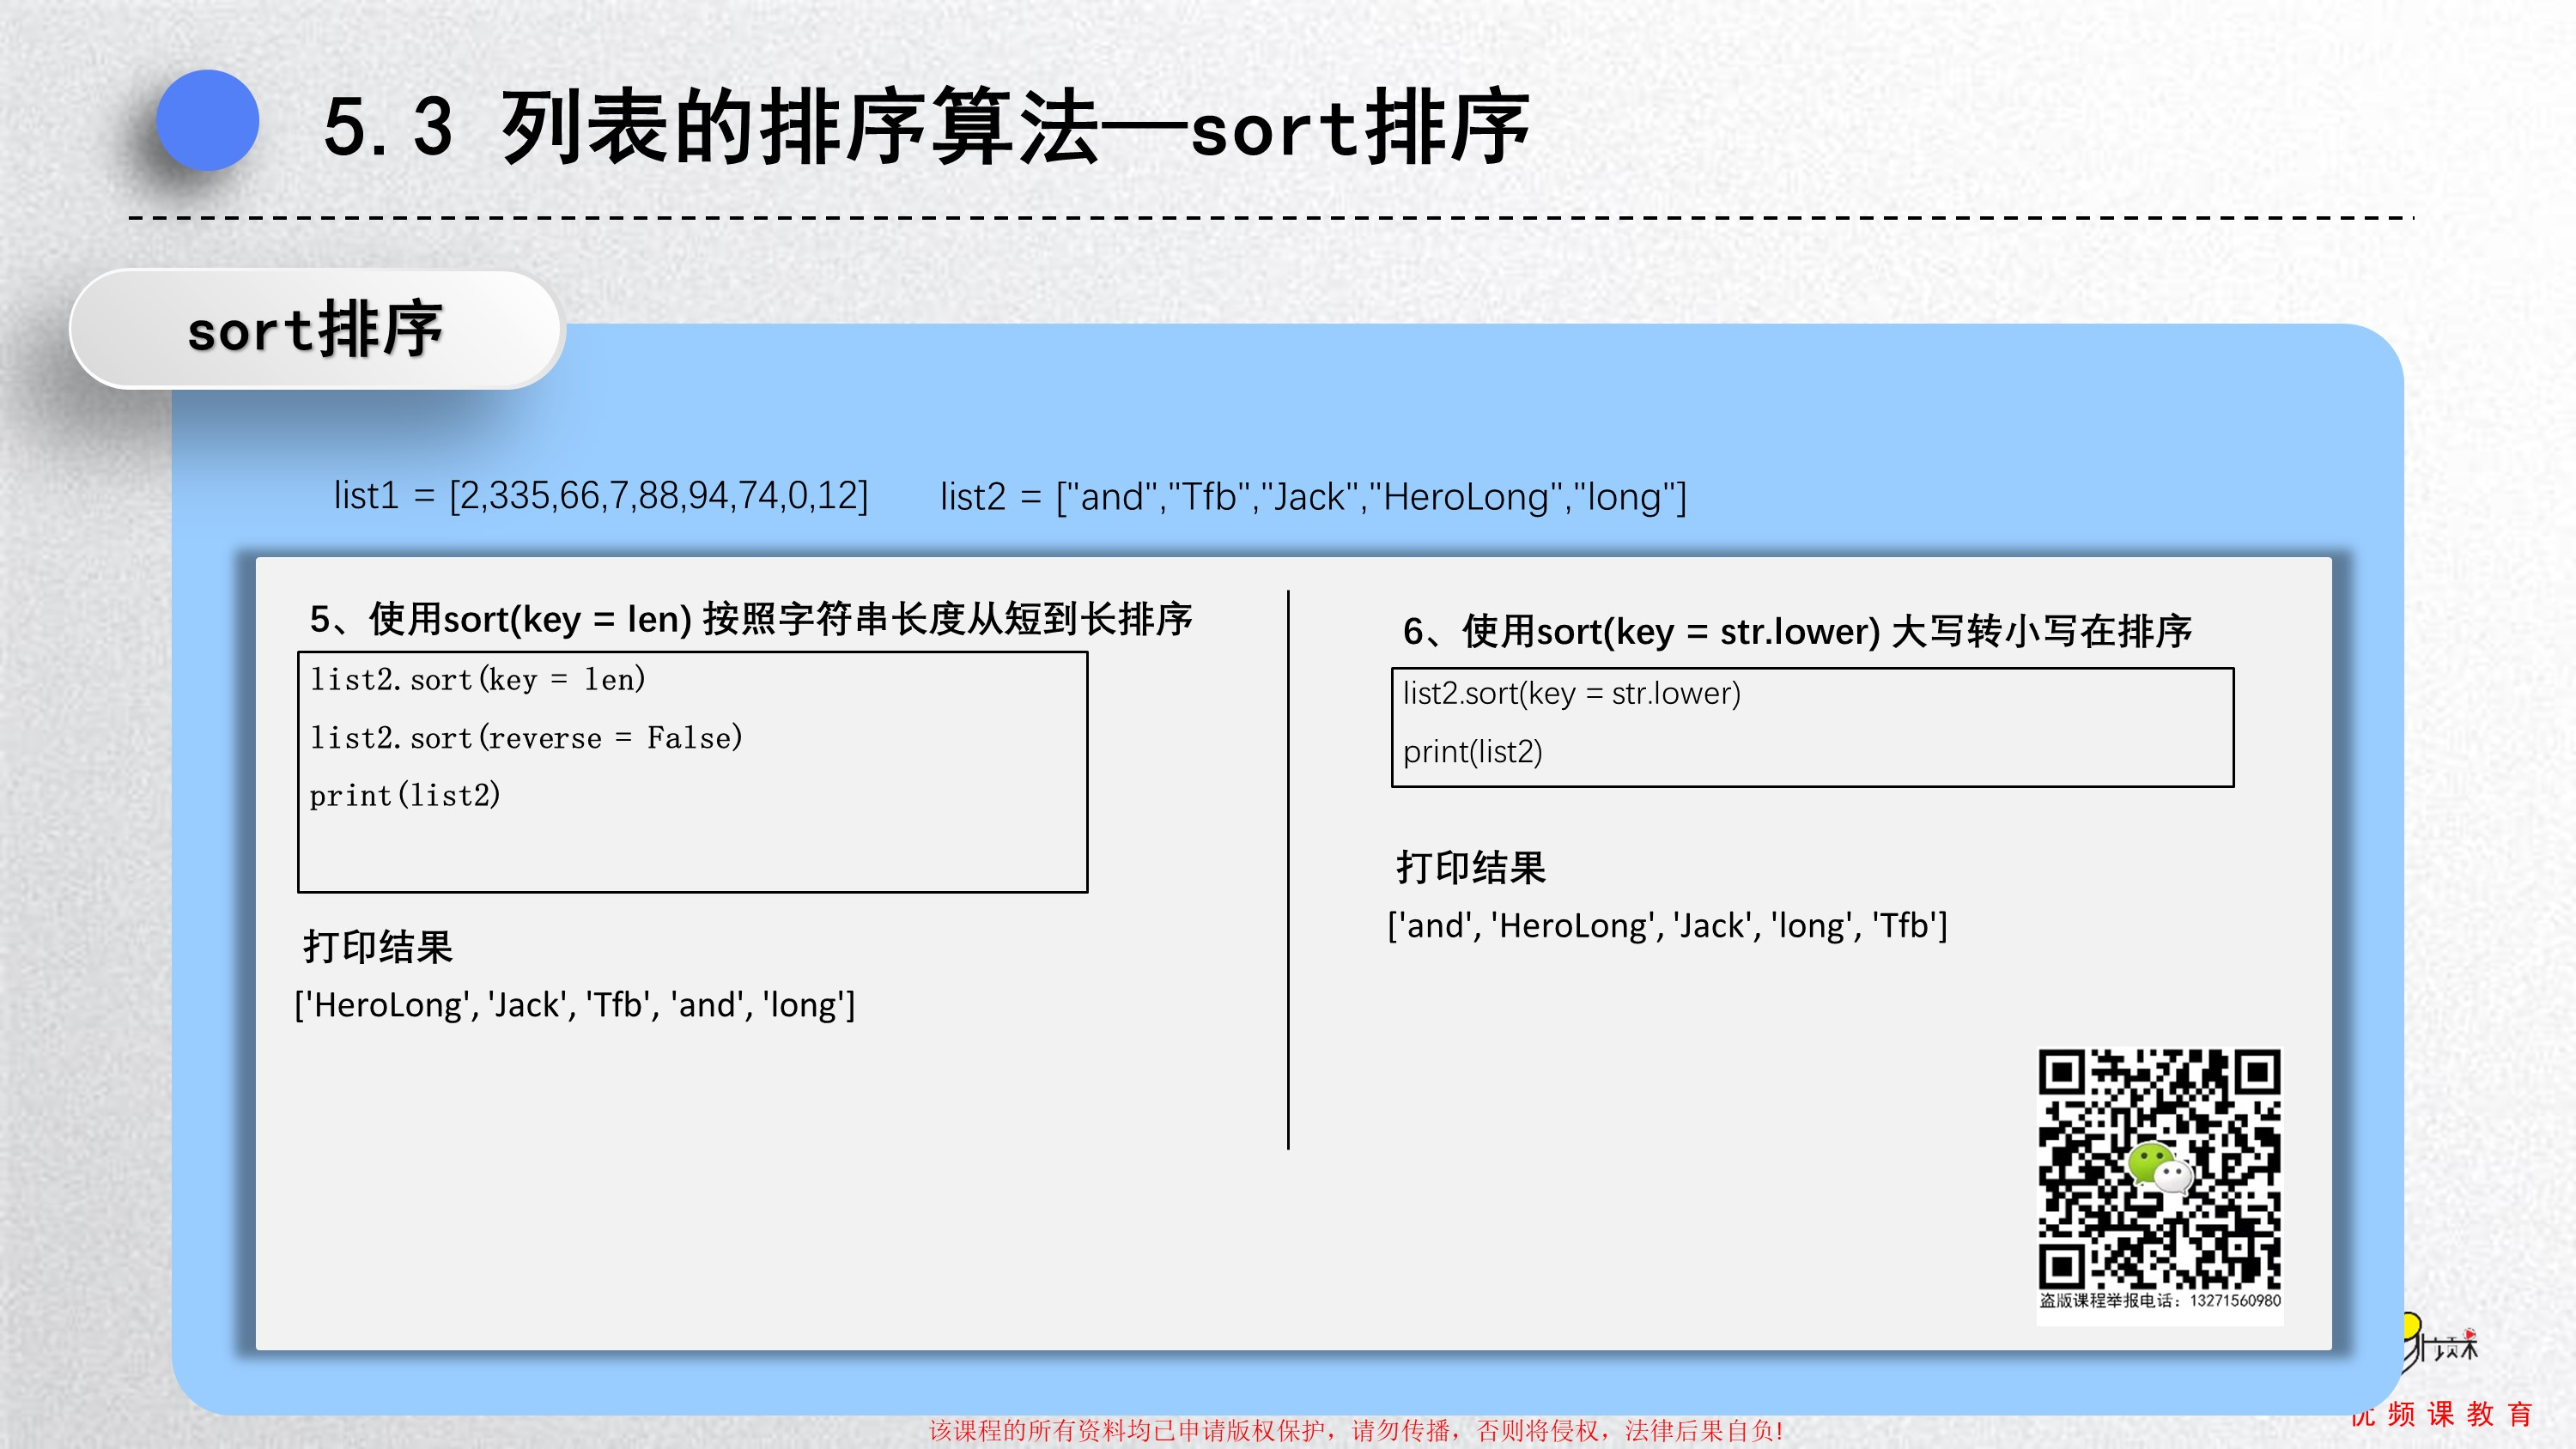 5.3 列表的排序算法—sort排序
sort排序
list1 = [2,335,66,7,88,94,74,0,12]
list2 = ["and","Tfb","Jack","HeroLong","long"]
5、使用sort(key = len) 按照字符串长度从短到长排序
list2.sort(key = len)
list2.sort(reverse = False)
print(list2)
打印结果
['HeroLong', 'Jack', 'Tfb', 'and', 'long']
6、使用sort(key = str.lower) 大写转小写在排序
list2.sort(key = str.lower)
print(list2)
打印结果
['and', 'HeroLong', 'Jack', 'long', 'Tfb']
盗版课程举报电话：13271560980
优频课教育
该课程的所有资料均已申请版权保护，请勿传播，否则将侵权，法律后果自负!